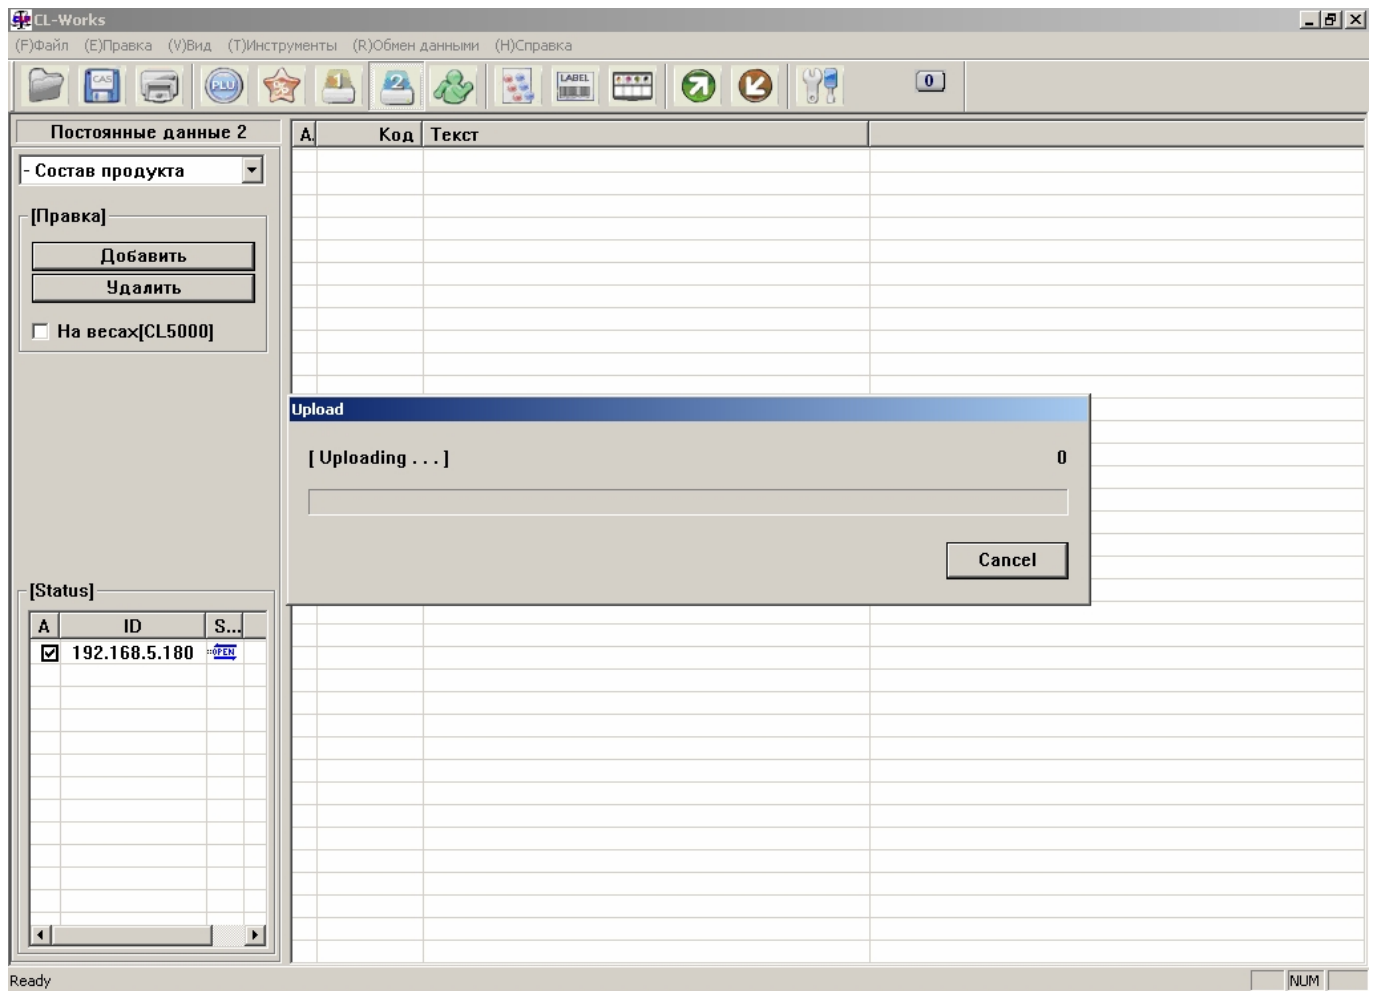 CL-Works
(F)Файл (E)Правка (V)Вид (T)Инструменты (R)Обмен данными (H)Справка
CAS PLU % 1 2 LABEL 0
Постоянные данные 2
А. Код Текст
- Состав продукта
[Правка]
Добавить
Удалить
На весах[CL5000]
Upload
[ Uploading . . . ] 0
Cancel
[Status]
A ID S...
192.168.5.180 OPEN
Ready NUM